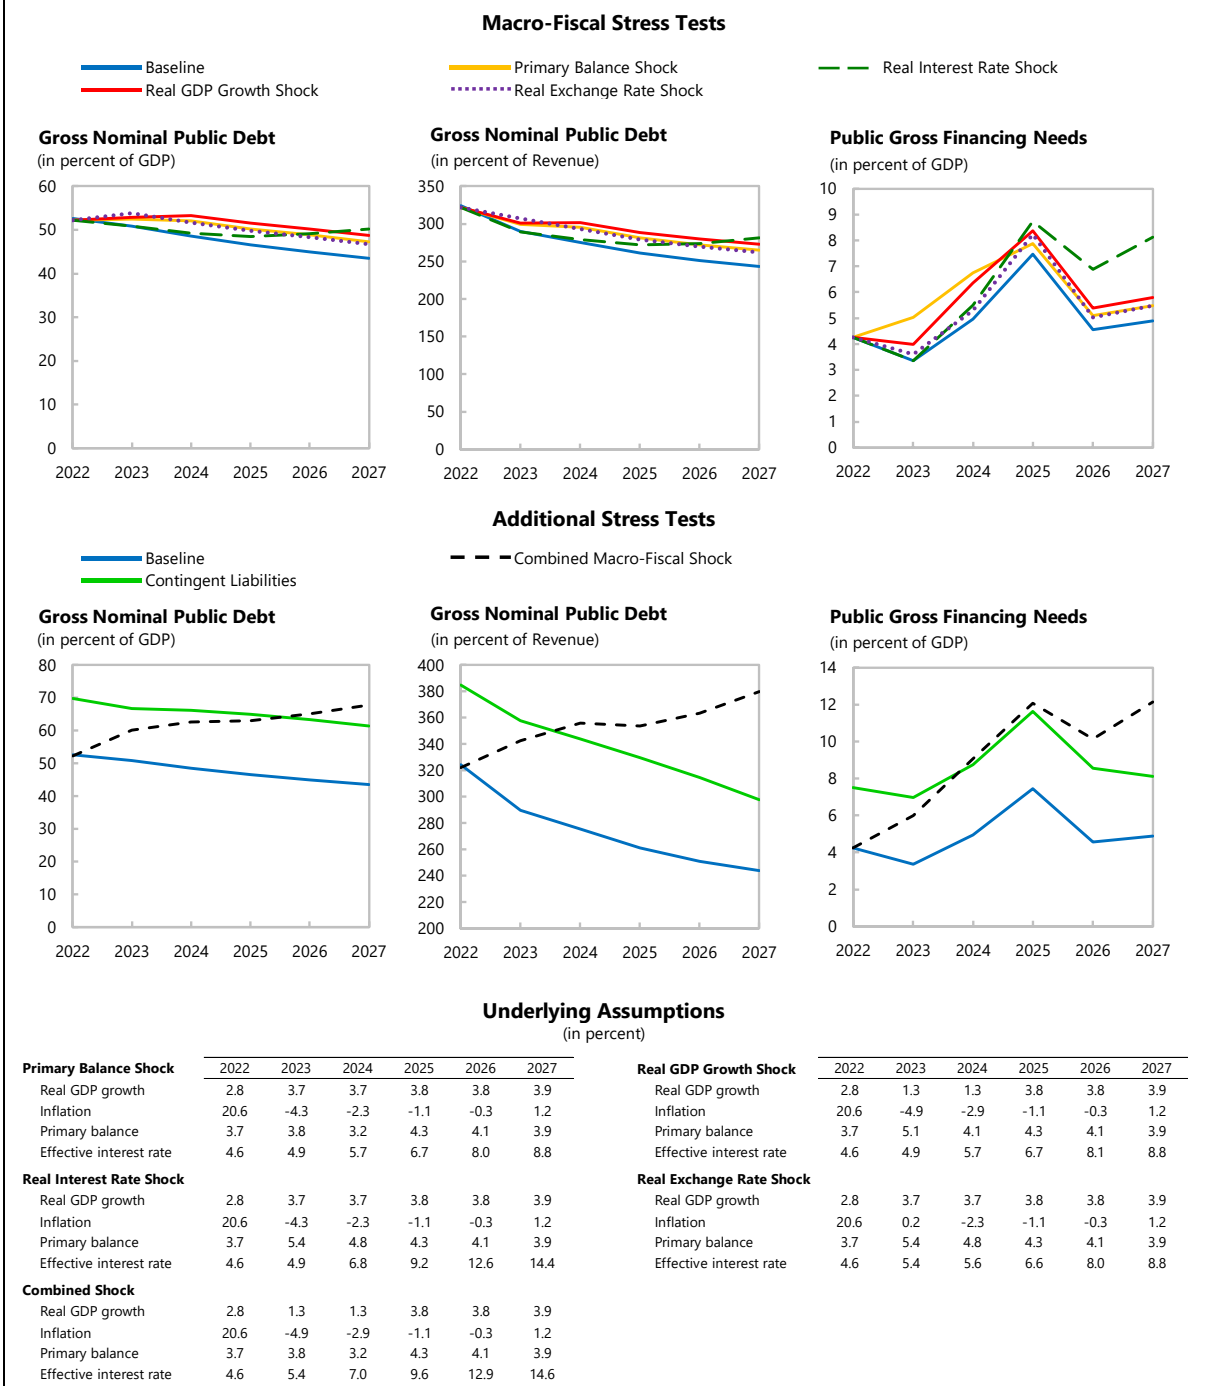 Macro-Fiscal Stress Tests
Baseline
Primary Balance Shock
Real Interest Rate Shock
Real GDP Growth Shock
Real Exchange Rate Shock
Gross Nominal Public Debt
(in percent of GDP)
60
50
40
30
20
10
0
2022 2023 2024 2025 2026 2027
Gross Nominal Public Debt
(in percent of Revenue)
350
300
250
200
150
100
50
0
2022 2023 2024 2025 2026 2027
Public Gross Financing Needs
(in percent of GDP)
10
9
8
7
6
5
4
3
2
1
0
2022 2023 2024 2025 2026 2027
Additional Stress Tests
Baseline
Combined Macro-Fiscal Shock
Contingent Liabilities
Gross Nominal Public Debt
(in percent of GDP)
80
70
60
50
40
30
20
10
0
2022 2023 2024 2025 2026 2027
Gross Nominal Public Debt
(in percent of Revenue)
400
380
360
340
320
300
280
260
240
220
200
2022 2023 2024 2025 2026 2027
Public Gross Financing Needs
(in percent of GDP)
14
12
10
8
6
4
2
0
2022 2023 2024 2025 2026 2027
Underlying Assumptions
(in percent)
Primary Balance Shock 2022 2023 2024 2025 2026 2027
Real GDP growth 2.8 3.7 3.7 3.8 3.8 3.9
Inflation 20.6 -4.3 -2.3 -1.1 -0.3 1.2
Primary balance 3.7 3.8 3.2 4.3 4.1 3.9
Effective interest rate 4.6 4.9 5.7 6.7 8.0 8.8
Real Interest Rate Shock
Real GDP growth 2.8 3.7 3.7 3.8 3.8 3.9
Inflation 20.6 -4.3 -2.3 -1.1 -0.3 1.2
Primary balance 3.7 5.4 4.8 4.3 4.1 3.9
Effective interest rate 4.6 4.9 6.8 9.2 12.6 14.4
Combined Shock
Real GDP growth 2.8 1.3 1.3 3.8 3.8 3.9
Inflation 20.6 -4.9 -2.9 -1.1 -0.3 1.2
Primary balance 3.7 3.8 3.2 4.3 4.1 3.9
Effective interest rate 4.6 5.4 7.0 9.6 12.9 14.6
Real GDP Growth Shock 2022 2023 2024 2025 2026 2027
Real GDP growth 2.8 1.3 1.3 3.8 3.8 3.9
Inflation 20.6 -4.9 -2.9 -1.1 -0.3 1.2
Primary balance 3.7 5.1 4.1 4.3 4.1 3.9
Effective interest rate 4.6 4.9 5.7 6.7 8.1 8.8
Real Exchange Rate Shock
Real GDP growth 2.8 3.7 3.7 3.8 3.8 3.9
Inflation 20.6 0.2 -2.3 -1.1 -0.3 1.2
Primary balance 3.7 5.4 4.8 4.3 4.1 3.9
Effective interest rate 4.6 5.4 5.6 6.6 8.0 8.8